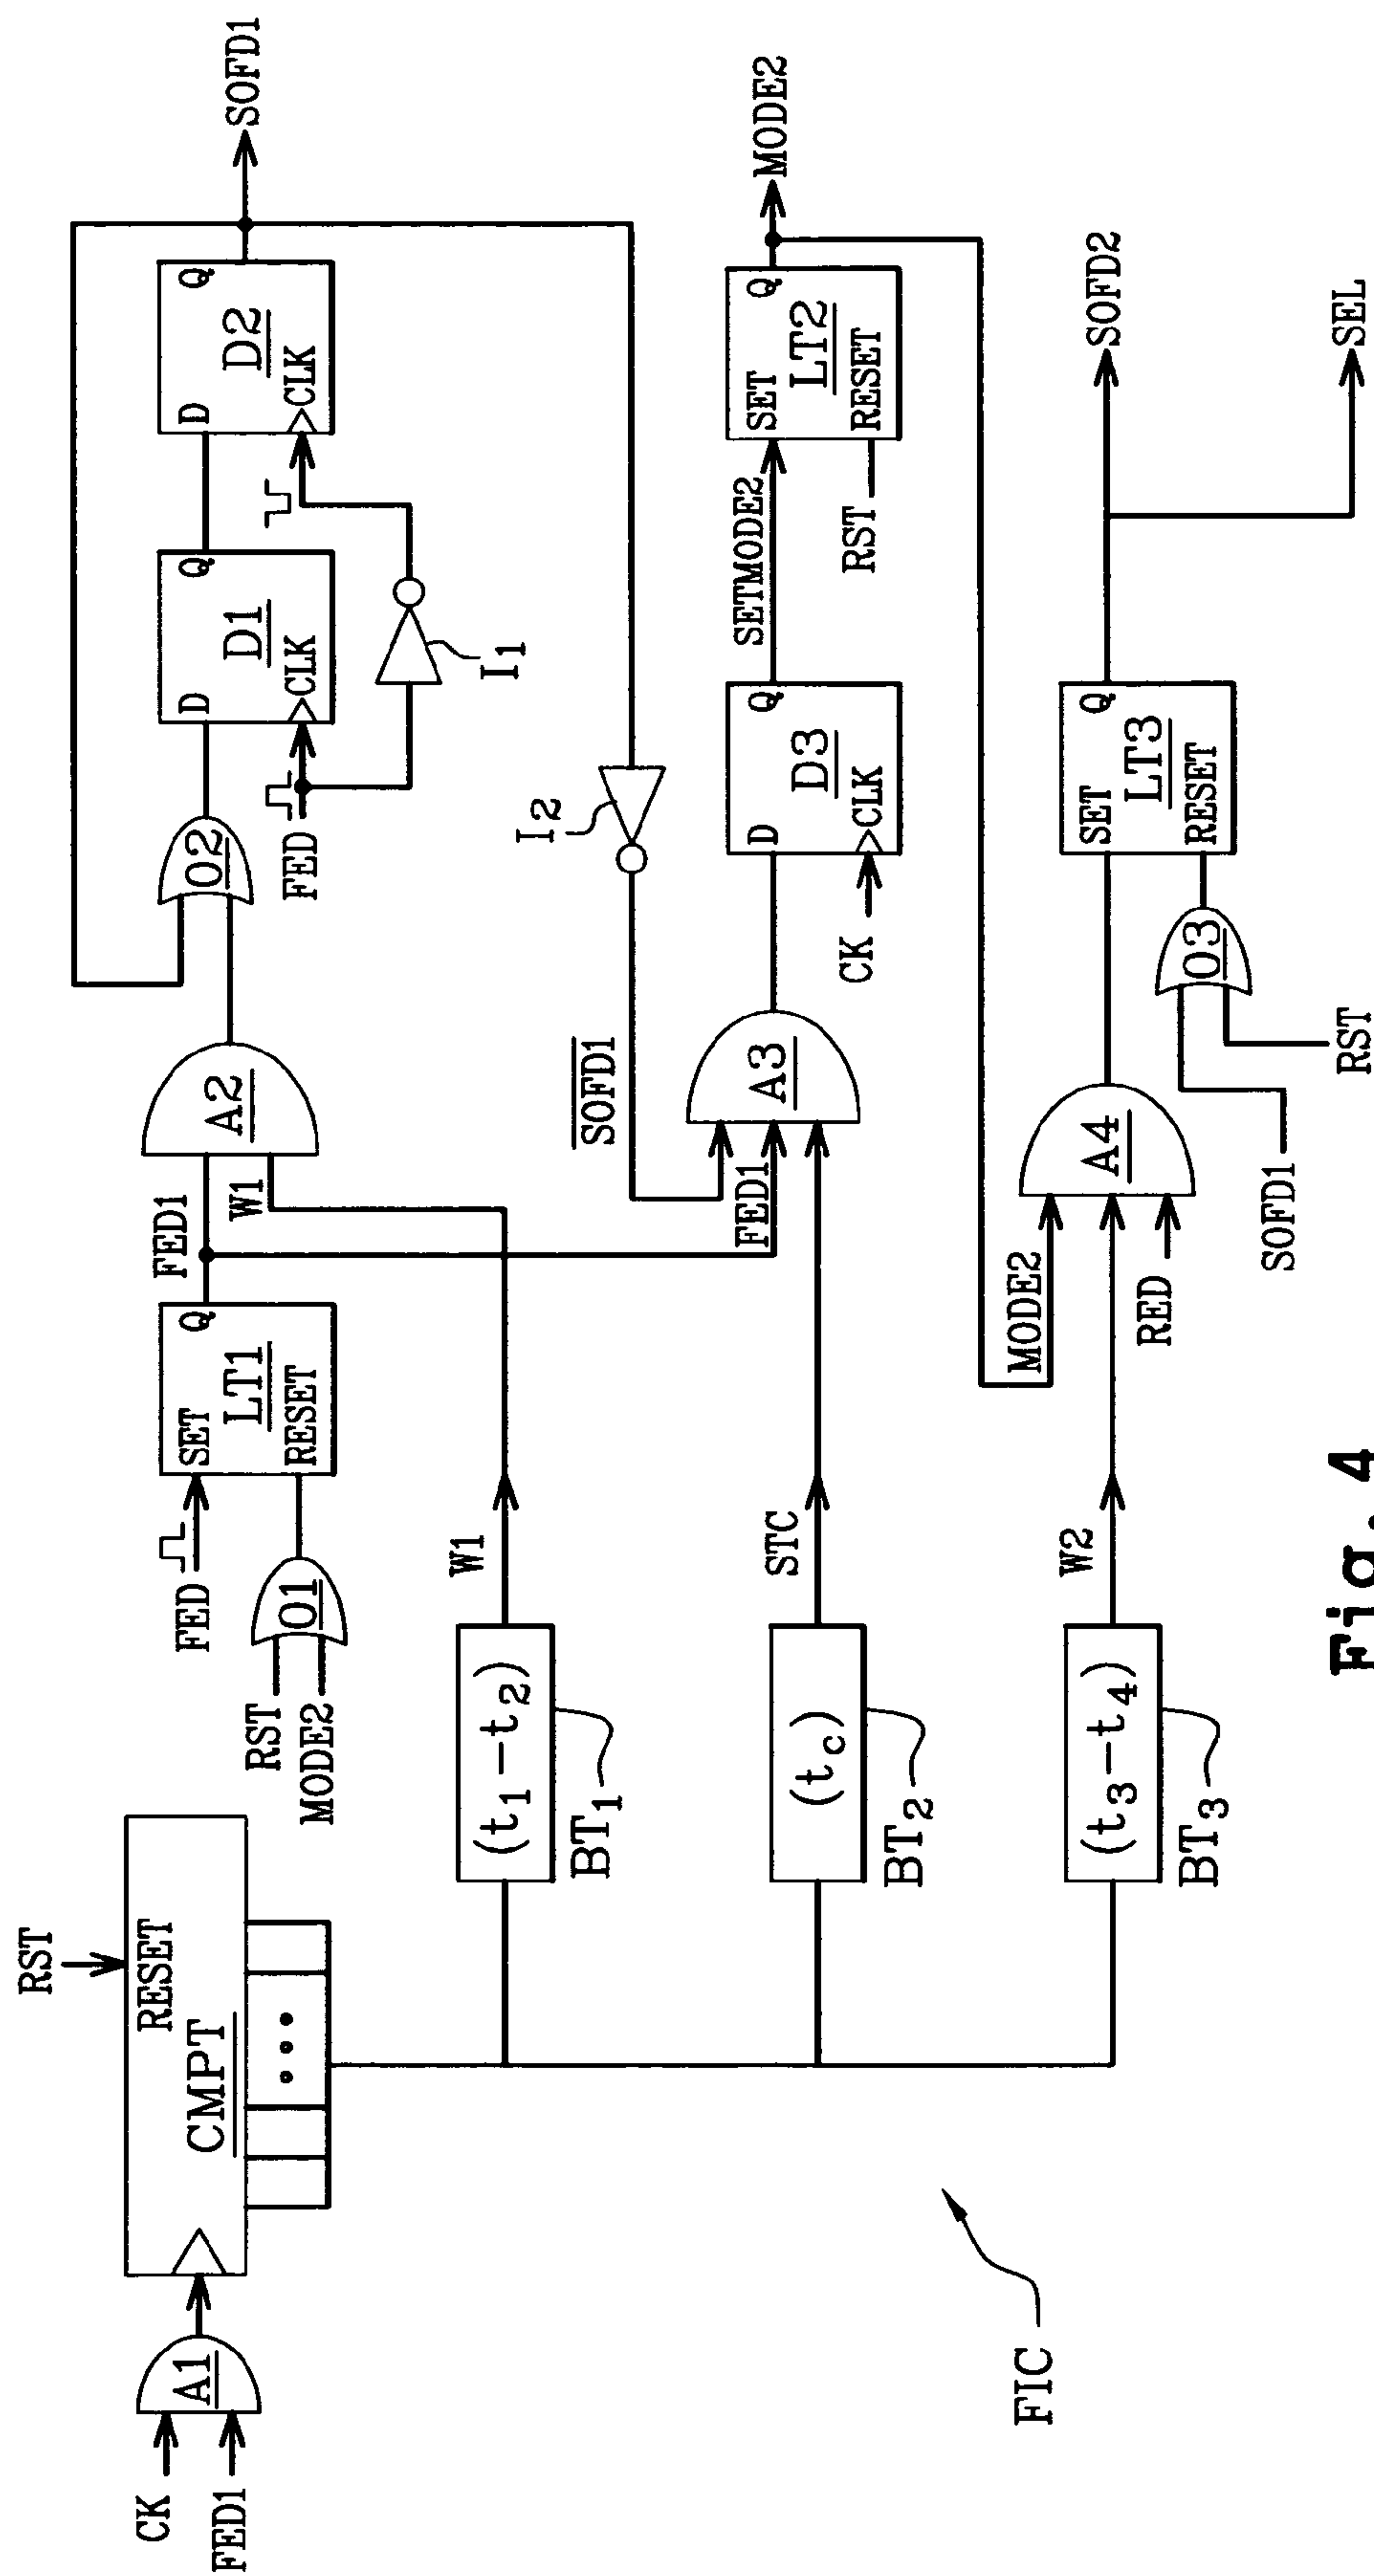 CK
FED1
A1
RST
RESET
CMPT
RST
MODE2
O1
FED
SET
Q
LT1
RESET
FED1
W1
A2
O2
FED
D
Q
D1
CLK
I1
D
Q
D2
CLK
SOFD1
(t1-t2)
BT1
W1
I2
SOFD1
FED1
A3
(tc)
BT2
STC
CK
D
Q
D3
CLK
SETMODE2
SET
Q
LT2
RESET
RST
MODE2
(t3-t4)
BT3
W2
MODE2
RED
A4
SOFD1
RST
O3
SET
Q
LT3
RESET
SOFD2
SEL
FIC
Fig. 4